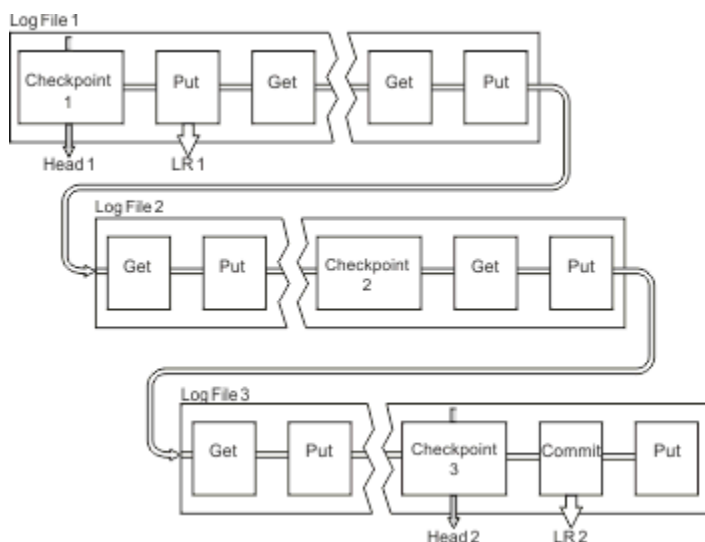 Log File 1
Checkpoint
1
Put
Get
Get
Put
Head 1
LR 1
Log File 2
Get
Put
Checkpoint
2
Get
Put
Log File 3
Get
Put
Checkpoint
3
Commit
Put
Head 2
LR 2